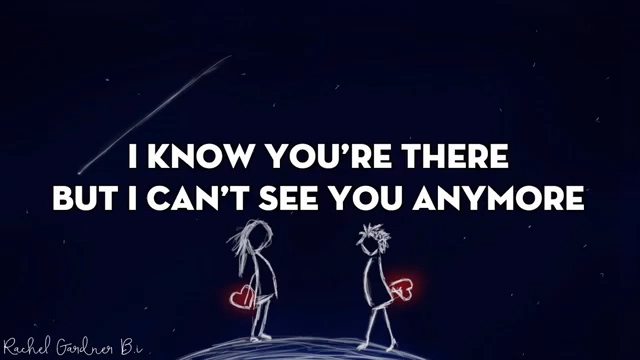 I KNOW YOU'RE THERE
BUT I CAN'T SEE YOU ANYMORE
Rachel Gardner B.i